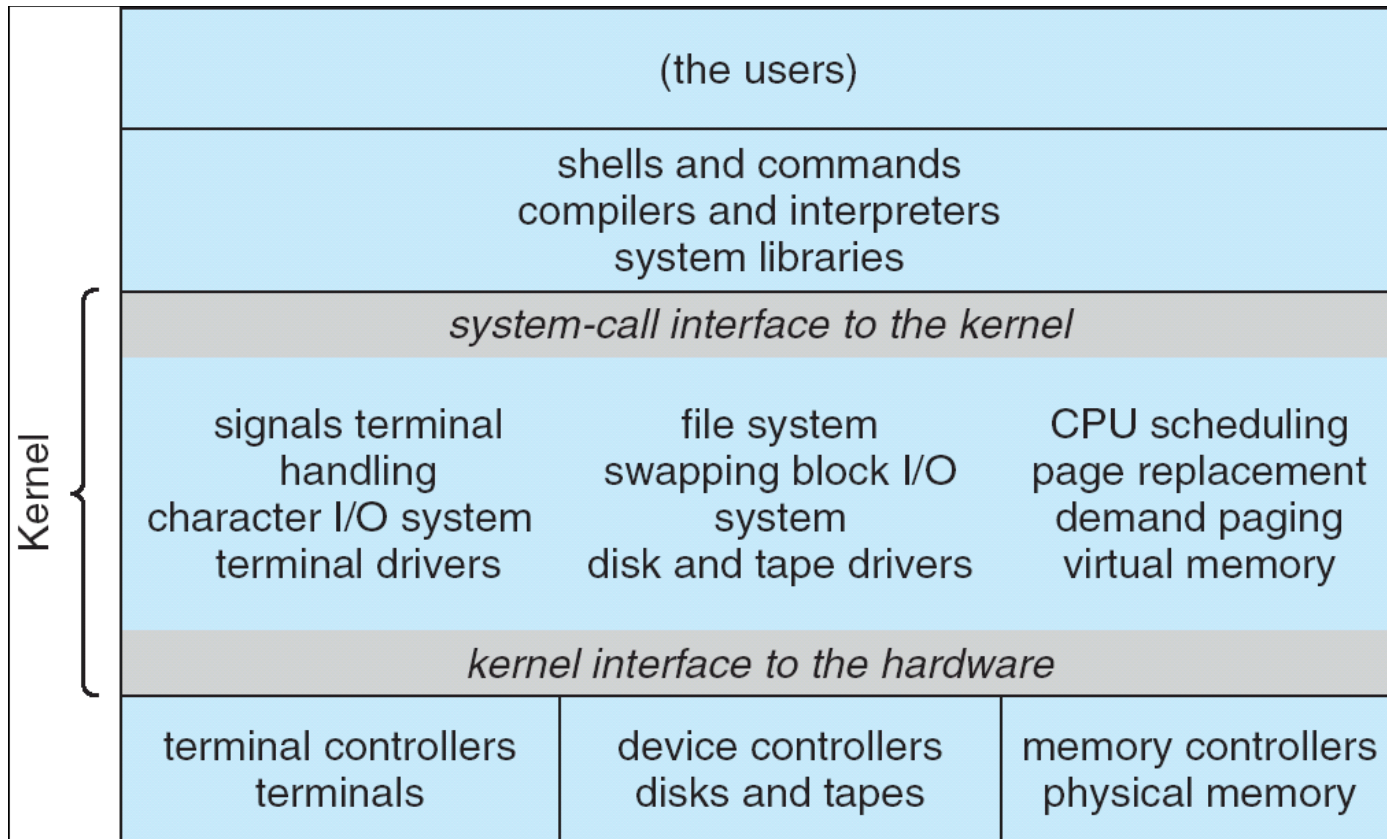 (the users)
shells and commands
compilers and interpreters
system libraries
Kernel
system-call interface to the kernel
signals terminal
handling
character I/O system
terminal drivers
file system
swapping block I/O
system
disk and tape drivers
CPU scheduling
page replacement
demand paging
virtual memory
kernel interface to the hardware
terminal controllers
terminals
device controllers
disks and tapes
memory controllers
physical memory